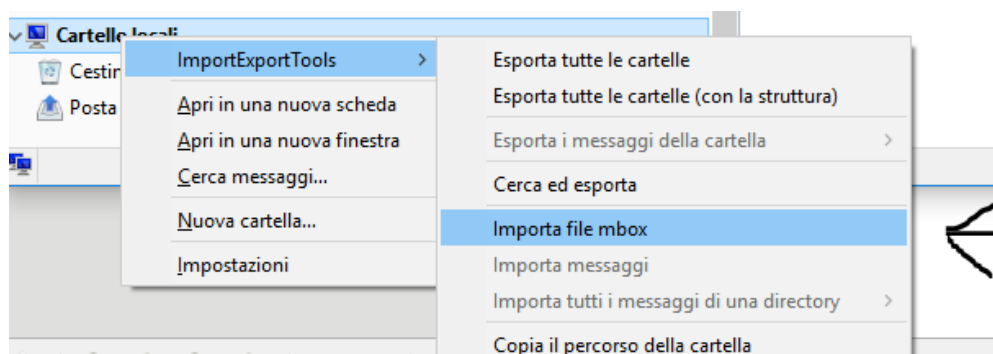 Cartelle locali
Cestin
Posta
ImportExportTools
Apri in una nuova scheda
Apri in una nuova finestra
Cerca messaggi...
Nuova cartella...
Impostazioni
Esporta tutte le cartelle
Esporta tutte le cartelle (con la struttura)
Esporta i messaggi della cartella
Cerca ed esporta
Importa file mbox
Importa messaggi
Importa tutti i messaggi di una directory
Copia il percorso della cartella